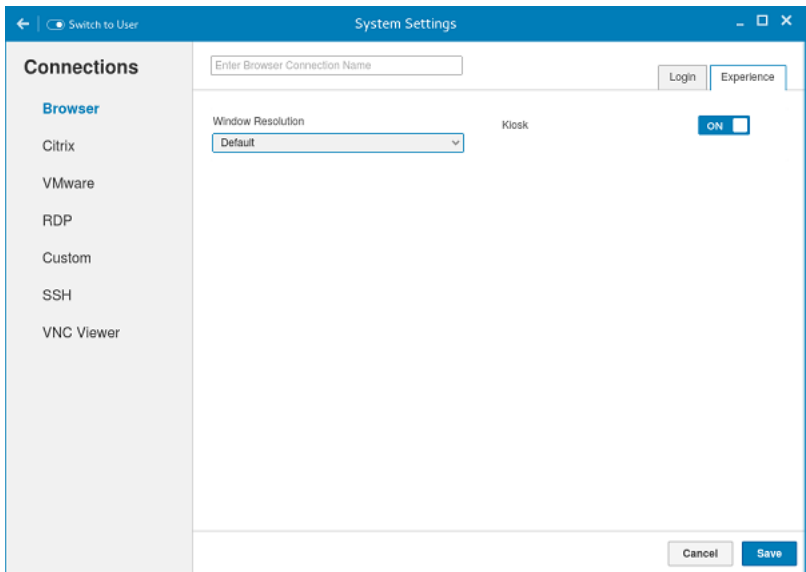 Switch to User
System Settings
Connections
Browser
Citrix
VMware
RDP
Custom
SSH
VNC Viewer
Enter Browser Connection Name
Login
Experience
Window Resolution
Default
Kiosk
ON
Cancel
Save